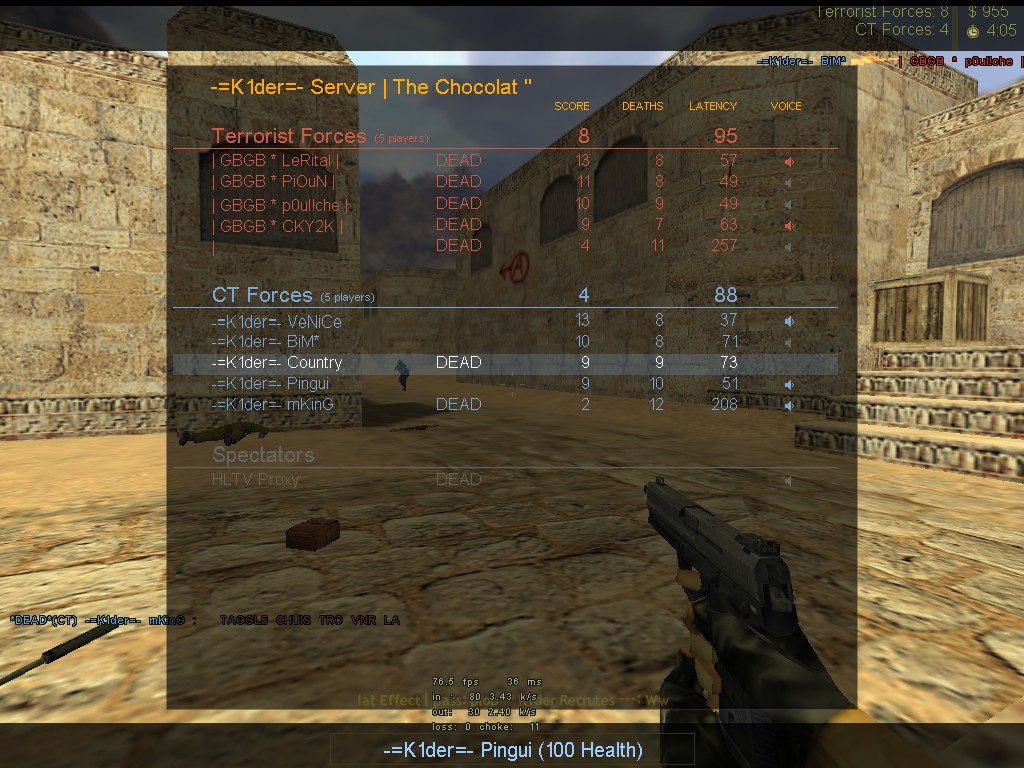 Terrorist Forces: 8 $ 955
CT Forces: 4 4:05
-=K1der=- BiM* | GBGB * p0ullche |
-=K1der=- Server | The Chocolat "
SCORE DEATHS LATENCY VOICE
Terrorist Forces (5 players) 8 95
| GBGB * LeRital | DEAD 13 8 57
| GBGB * PiOuN | DEAD 11 8 49
| GBGB * p0ullche | DEAD 10 9 49
| GBGB * CKY2K | DEAD 9 7 63
| DEAD 4 11 257
CT Forces (5 players) 4 88
-=K1der=- VeNiCe 13 8 37
-=K1der=- BiM* 10 8 71
-=K1der=- Country DEAD 9 9 73
-=K1der=- Pingui 9 10 51
-=K1der=- mKinG DEAD 2 12 208
Spectators
HLTV Proxy DEAD
*DEAD*(CT) -=K1der=- mKinG : TAGGLE CHUIS TRO VNR LA
76.5 fps 36 ms
in : 80 3.43 k/s
lat Effect | der Recrutes
out: 30 2.40 k/s
loss: 0 choke: 11
-=K1der=- Pingui (100 Health)